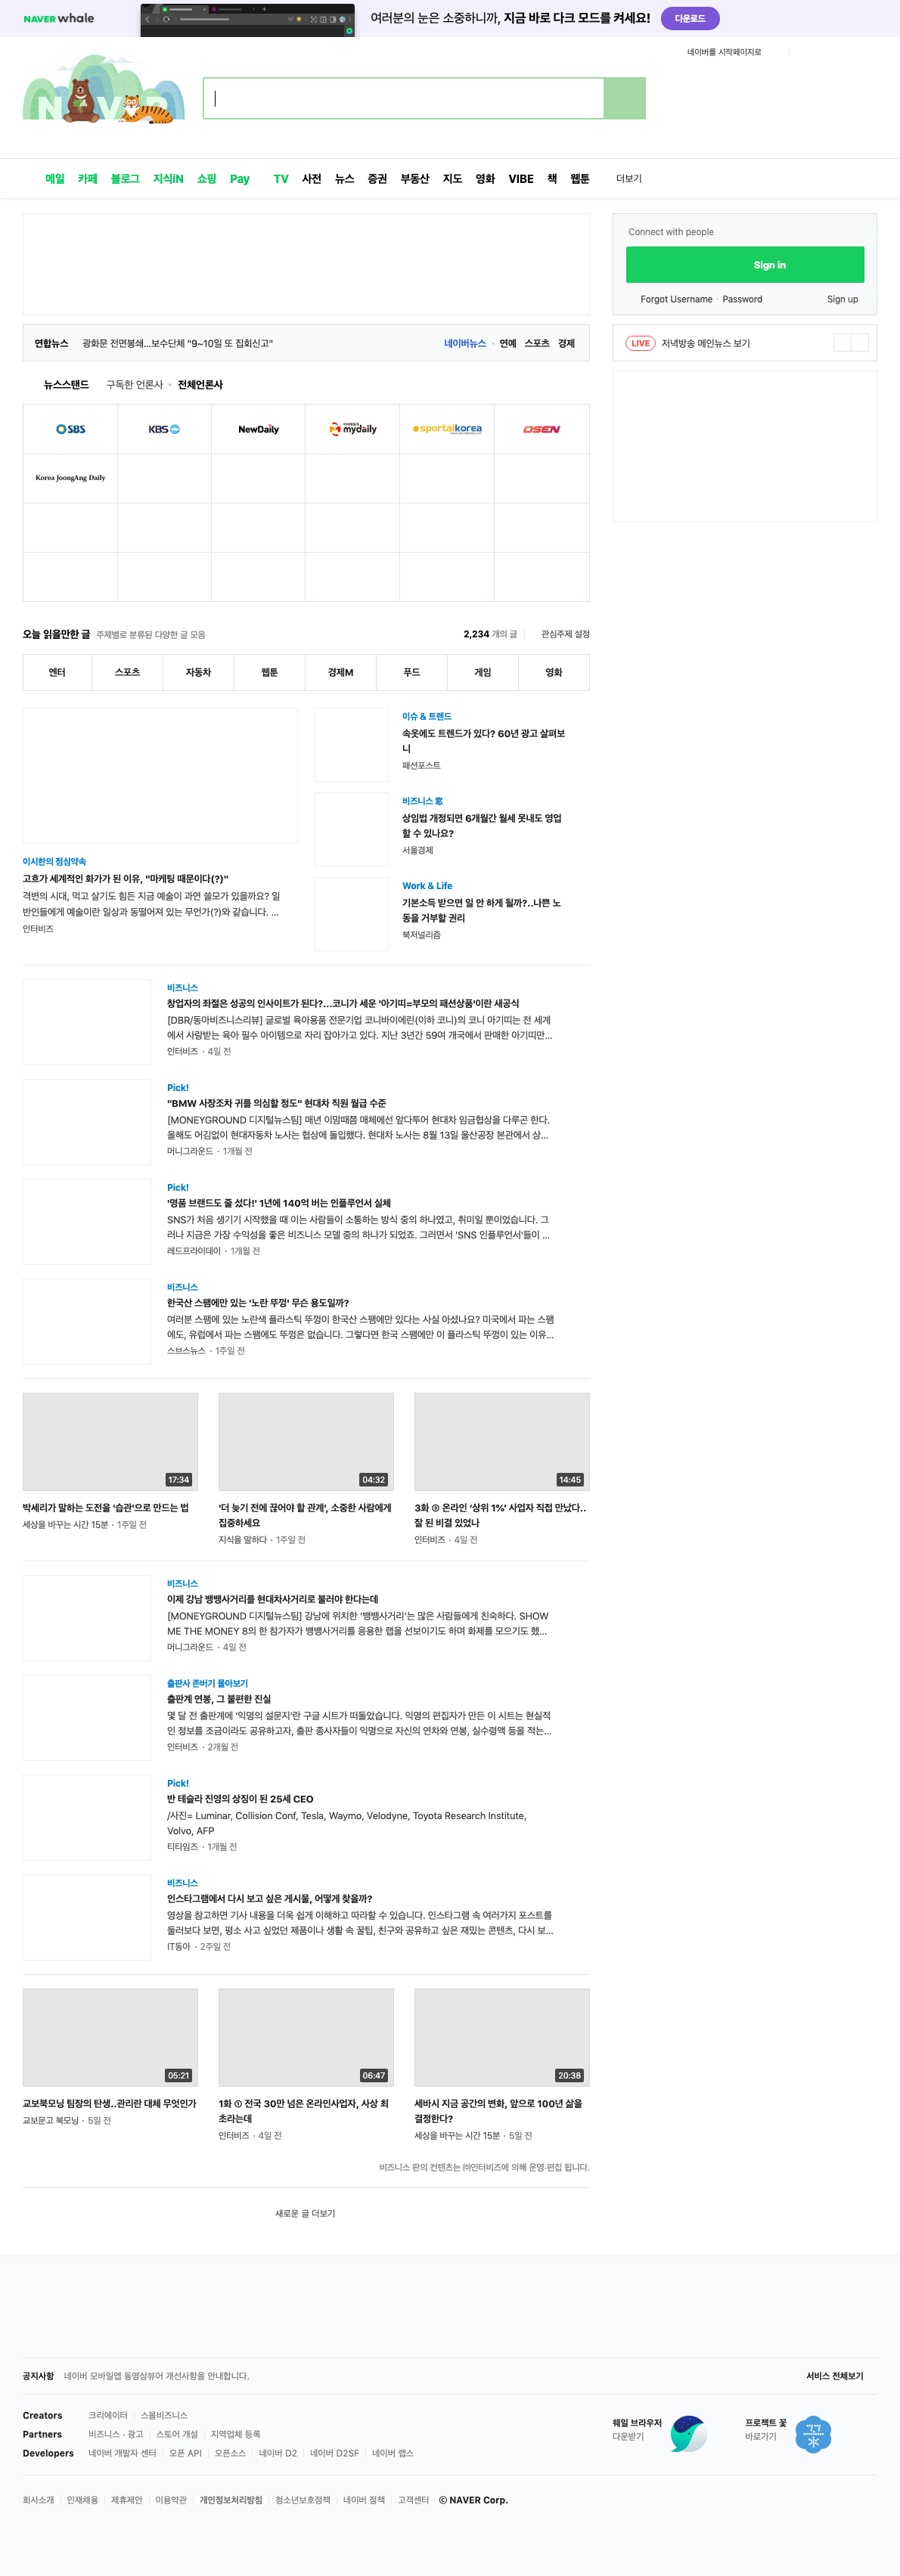 NAVER whale
여러분의 눈은 소중하니까, 지금 바로 다크 모드를 켜세요!
다운로드
네이버를 시작페이지로
메일 카페 블로그 지식iN 쇼핑 Pay TV 사전 뉴스 증권 부동산 지도 영화 VIBE 책 웹툰 더보기
Connect with people
Sign in
Forgot Username · Password Sign up
연합뉴스 광화문 전면봉쇄...보수단체 "9~10일 또 집회신고"
네이버뉴스 · 연예 스포츠 경제
LIVE 저녁방송 메인뉴스 보기
뉴스스탠드 구독한 언론사 · 전체언론사
SBS KBS NewDaily mydaily sportalkorea OSEN
Korea JoongAng Daily
오늘 읽을만한 글 주제별로 분류된 다양한 글 모음
2,234 개의 글 관심주제 설정
엔터 스포츠 자동차 웹툰 경제M 푸드 게임 영화
이시한의 점심약속
고흐가 세계적인 화가가 된 이유, "마케팅 때문이다(?)"
격변의 시대, 먹고 살기도 힘든 지금 예술이 과연 쓸모가 있을까요? 일
반인들에게 예술이란 일상과 동떨어져 있는 무언가(?)와 같습니다. ...
인터비즈
이슈 & 트렌드
속옷에도 트렌드가 있다? 60년 광고 살펴보
니
패션포스트
비즈니스 窓
상임법 개정되면 6개월간 월세 못내도 영업
할 수 있나요?
서울경제
Work & Life
기본소득 받으면 일 안 하게 될까?..나쁜 노
동을 거부할 권리
북저널리즘
비즈니스
창업자의 좌절은 성공의 인사이트가 된다?...코니가 세운 '아기띠=부모의 패션상품'이란 새공식
[DBR/동아비즈니스리뷰] 글로벌 육아용품 전문기업 코니바이에린(이하 코니)의 코니 아기띠는 전 세계
에서 사랑받는 육아 필수 아이템으로 자리 잡아가고 있다. 지난 3년간 59여 개국에서 판매한 아기띠만...
인터비즈 · 4일 전
Pick!
"BMW 사장조차 귀를 의심할 정도" 현대차 직원 월급 수준
[MONEYGROUND 디지털뉴스팀] 매년 이맘때쯤 매체에선 앞다투어 현대차 임금협상을 다루곤 한다.
올해도 어김없이 현대자동차 노사는 협상에 돌입했다. 현대차 노사는 8월 13일 울산공장 본관에서 상...
머니그라운드 · 1개월 전
Pick!
'명품 브랜드도 줄 섰다!' 1년에 140억 버는 인플루언서 실체
SNS가 처음 생기기 시작했을 때 이는 사람들이 소통하는 방식 중의 하나였고, 취미일 뿐이었습니다. 그
러나 지금은 가장 수익성을 좋은 비즈니스 모델 중의 하나가 되었죠. 그러면서 'SNS 인플루언서'들이 ...
레드프라이데이 · 1개월 전
비즈니스
한국산 스팸에만 있는 '노란 뚜껑' 무슨 용도일까?
여러분 스팸에 있는 노란색 플라스틱 뚜껑이 한국산 스팸에만 있다는 사실 아셨나요? 미국에서 파는 스팸
에도, 유럽에서 파는 스팸에도 뚜껑은 없습니다. 그렇다면 한국 스팸에만 이 플라스틱 뚜껑이 있는 이유...
스브스뉴스 · 1주일 전
17:34
04:32
14:45
박세리가 말하는 도전을 '습관'으로 만드는 법
세상을 바꾸는 시간 15분 · 1주일 전
'더 늦기 전에 끊어야 할 관계', 소중한 사람에게
집중하세요
지식을 말하다 · 1주일 전
3화 ③ 온라인 '상위 1%' 사업자 직접 만났다..
잘 된 비결 있었나
인터비즈 · 4일 전
비즈니스
이제 강남 뱅뱅사거리를 현대차사거리로 불러야 한다는데
[MONEYGROUND 디지털뉴스팀] 강남에 위치한 '뱅뱅사거리'는 많은 사람들에게 친숙하다. SHOW
ME THE MONEY 8의 한 참가자가 뱅뱅사거리를 응용한 랩을 선보이기도 하며 화제를 모으기도 했...
머니그라운드 · 4일 전
출판사 존버기 몰아보기
출판계 연봉, 그 불편한 진실
몇 달 전 출판계에 '익명의 설문지'란 구글 시트가 떠돌았습니다. 익명의 편집자가 만든 이 시트는 현실적
인 정보를 조금이라도 공유하고자, 출판 종사자들이 익명으로 자신의 연차와 연봉, 실수령액 등을 적는...
인터비즈 · 2개월 전
Pick!
반 테슬라 진영의 상징이 된 25세 CEO
/사진= Luminar, Collision Conf, Tesla, Waymo, Velodyne, Toyota Research Institute,
Volvo, AFP
티타임즈 · 1개월 전
비즈니스
인스타그램에서 다시 보고 싶은 게시물, 어떻게 찾을까?
영상을 참고하면 기사 내용을 더욱 쉽게 이해하고 따라할 수 있습니다. 인스타그램 속 여러가지 포스트를
둘러보다 보면, 평소 사고 싶었던 제품이나 생활 속 꿀팁, 친구와 공유하고 싶은 재밌는 콘텐츠, 다시 보...
IT동아 · 2주일 전
05:21
06:47
20:38
교보북모닝 팀장의 탄생..관리란 대체 무엇인가
교보문고 북모닝 · 5일 전
1화 ① 전국 30만 넘은 온라인사업자, 사상 최
초라는데
인터비즈 · 4일 전
세바시 지금 공간의 변화, 앞으로 100년 삶을
결정한다?
세상을 바꾸는 시간 15분 · 5일 전
비즈니스 판의 컨텐츠는 ㈜인터비즈에 의해 운영·편집 됩니다.
새로운 글 더보기
공지사항 네이버 모바일앱 동영상뷰어 개선사항을 안내합니다.
서비스 전체보기
Creators 크리에이터 스몰비즈니스
Partners 비즈니스 · 광고 스토어 개설 지역업체 등록
Developers 네이버 개발자 센터 오픈 API 오픈소스 네이버 D2 네이버 D2SF 네이버 랩스
웨일 브라우저
다운받기
프로젝트 꽃
바로가기
회사소개 인재채용 제휴제안 이용약관 개인정보처리방침 청소년보호정책 네이버 정책 고객센터 ⓒ NAVER Corp.